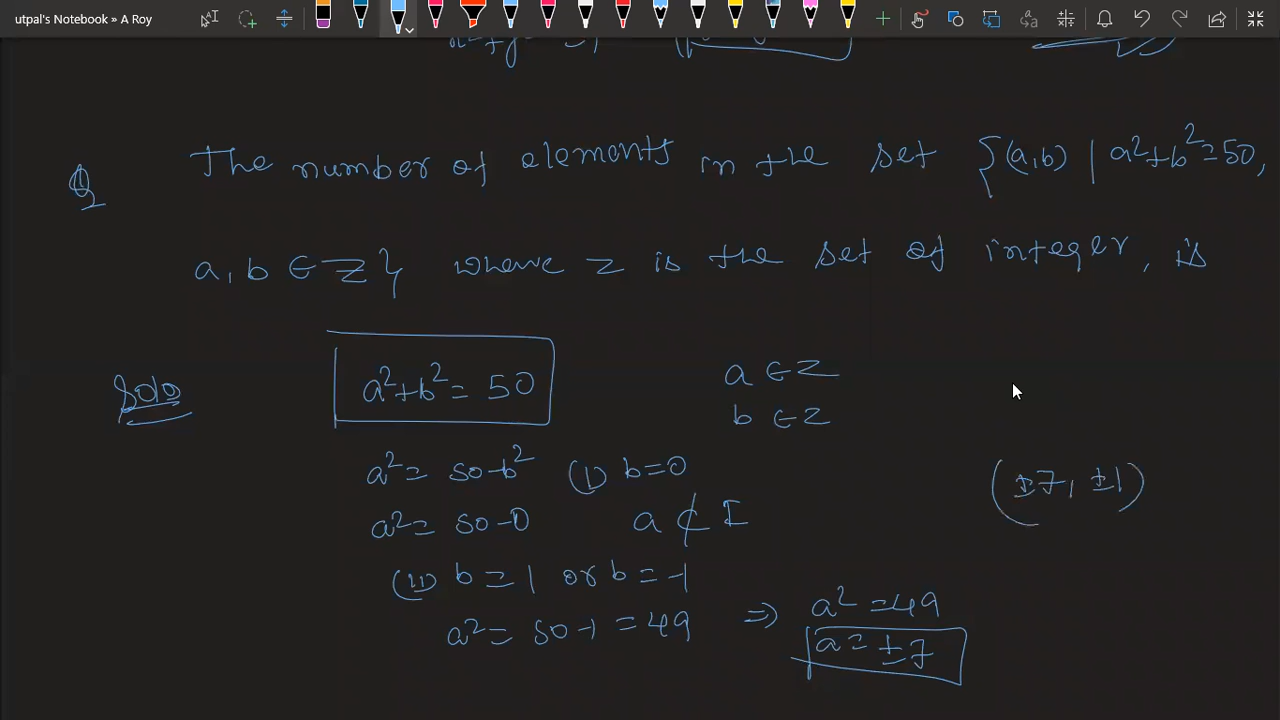 utpal's Notebook » A Roy
Q The number of elements in the set {(a,b) | a²+b²=50,
a, b ∈ Z} where z is the set of integer, is
Soln
a²+b² = 50
a ∈ Z
b ∈ Z
a² = 50-b² (i) b=0
a² = 50-0 a ⊄ I
(±7, ±1)
(ii) b = 1 or b = -1
a² = 50-1 = 49 ⇒ a² = 49
a = ±7